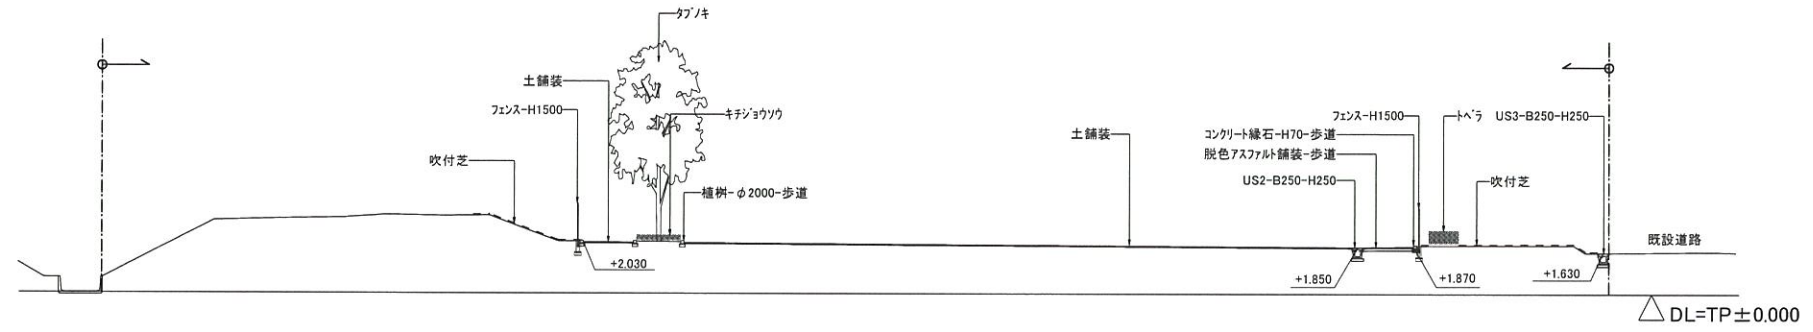 ﾀﾌﾞﾉｷ
土舗装
ﾌｪﾝｽ-H1500
ｷﾁｼﾞｮｳｿｳ
吹付芝
植桝-φ2000-歩道
+2.030
土舗装
ﾌｪﾝｽ-H1500
ﾄﾍﾞﾗ
US3-B250-H250
ｺﾝｸﾘｰﾄ縁石-H70-歩道
脱色ｱｽﾌｧﾙﾄ舗装-歩道
US2-B250-H250
吹付芝
既設道路
+1.850
+1.870
+1.630
DL=TP±0.000